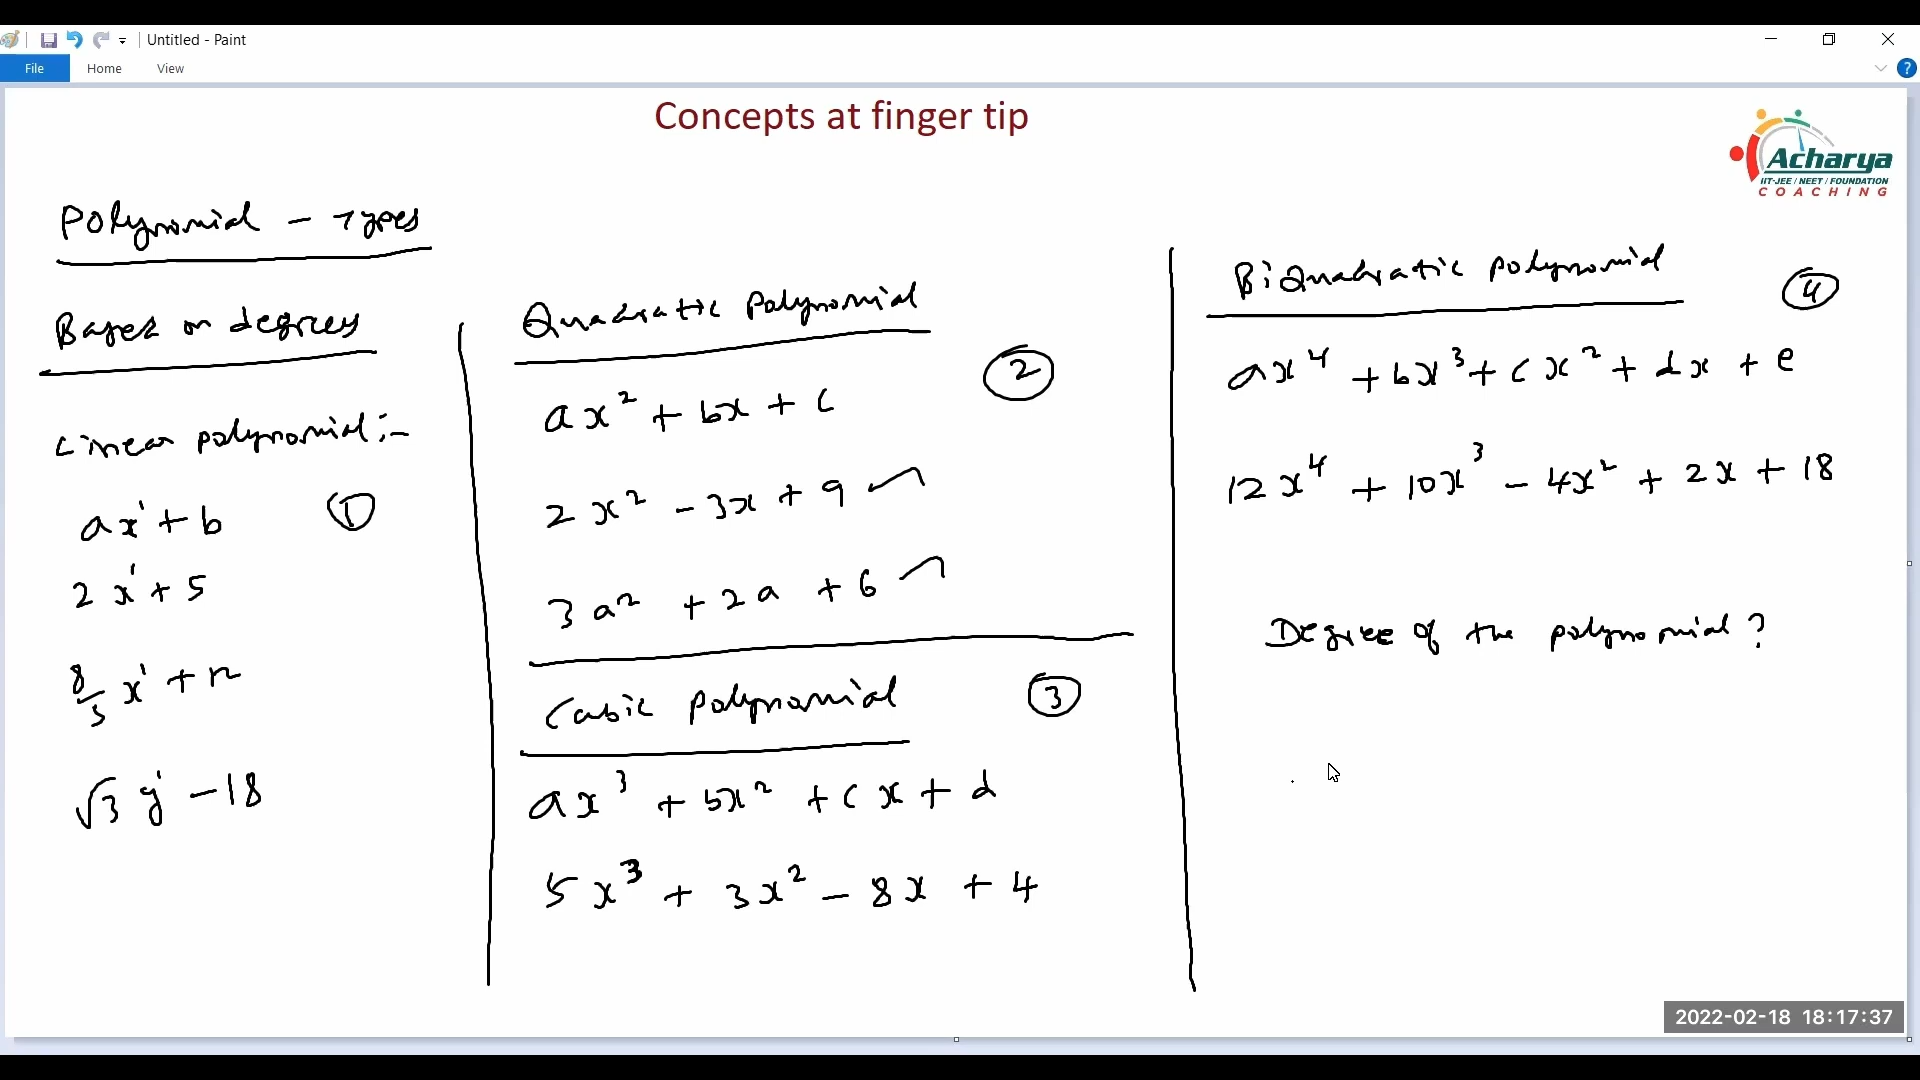 Untitled - Paint
File Home View
Concepts at finger tip
Acharya
IIT-JEE / NEET / FOUNDATION
COACHING
Polynomial - Types
Based on degrees
Linear polynomial :-
ax¹ + b ①
2x¹ + 5
8/5 x¹ + n
√3 y¹ - 18
Quadratic Polynomial
②
ax² + bx + c
2x² - 3x + 9
3a² + 2a + 6
Cubic Polynomial ③
ax³ + bx² + cx + d
5x³ + 3x² - 8x + 4
BiQuadratic polynomial
④
ax⁴ + bx³ + cx² + dx + e
12x⁴ + 10x³ - 4x² + 2x + 18
Degree of the polynomial ?
2022-02-18 18:17:37